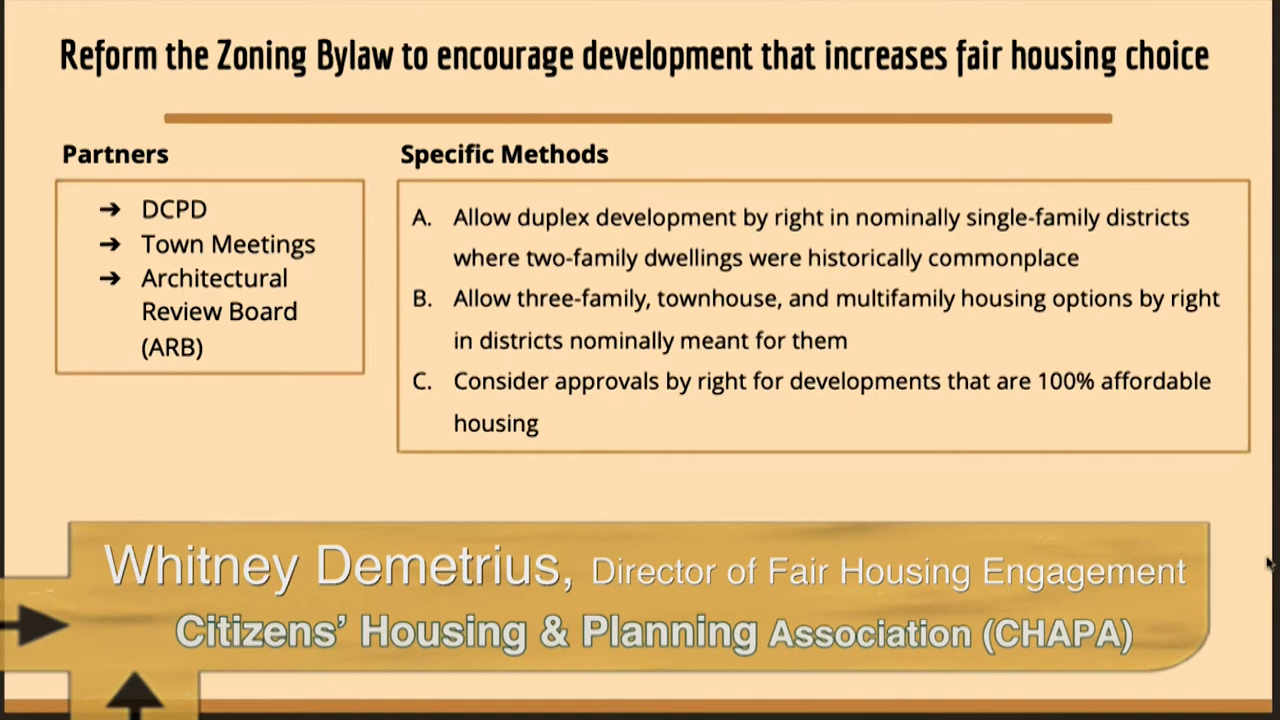 Reform the Zoning Bylaw to encourage development that increases fair housing choice
Partners
➔ DCPD
➔ Town Meetings
➔ Architectural
Review Board
(ARB)
Specific Methods
A. Allow duplex development by right in nominally single-family districts
where two-family dwellings were historically commonplace
B. Allow three-family, townhouse, and multifamily housing options by right
in districts nominally meant for them
C. Consider approvals by right for developments that are 100% affordable
housing
Whitney Demetrius, Director of Fair Housing Engagement
Citizens’ Housing & Planning Association (CHAPA)